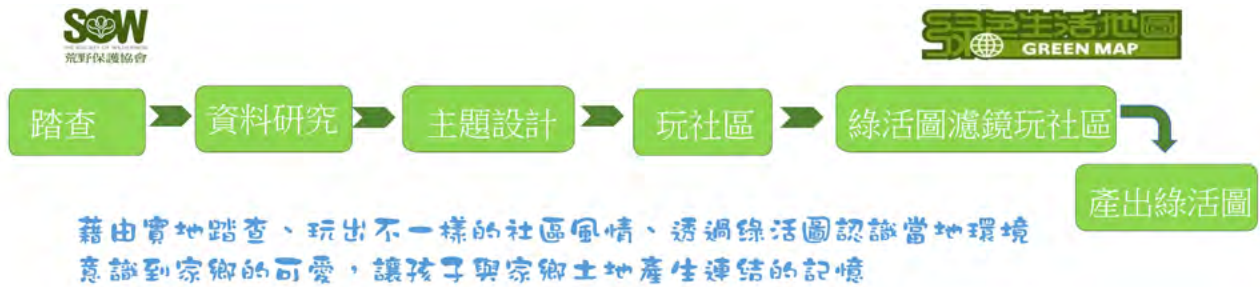 SOW
THE SOCIETY OF WILDERNESS
荒野保護協會
綠色生活地圖
GREEN MAP
踏查
資料研究
主題設計
玩社區
綠活圖濾鏡玩社區
產出綠活圖
藉由實地踏查、玩出不一樣的社區風情、透過綠活圖認識當地環境
意識到家鄉的可愛，讓孩子與家鄉土地產生連結的記憶